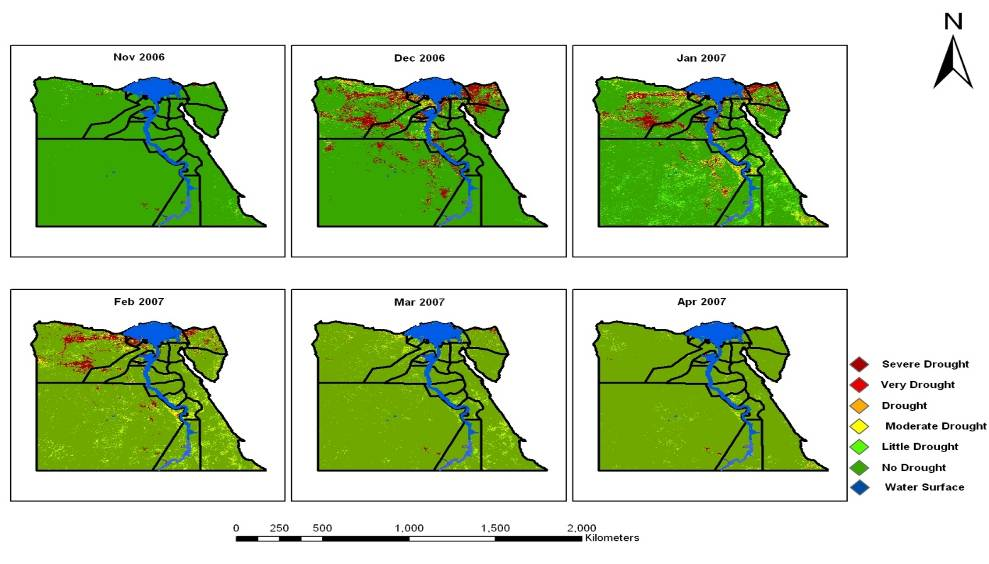 N
Nov 2006
Dec 2006
Jan 2007
Feb 2007
Mar 2007
Apr 2007
Severe Drought
Very Drought
Drought
Moderate Drought
Little Drought
No Drought
Water Surface
0 250 500 1,000 1,500 2,000
Kilometers